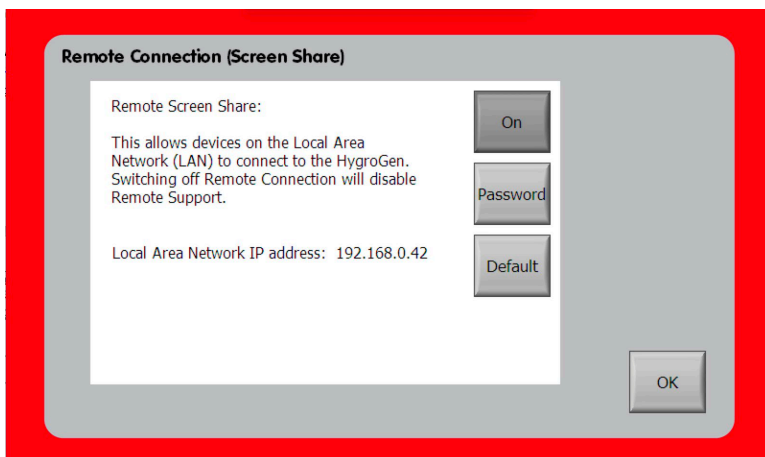 Remote Connection (Screen Share)
Remote Screen Share:
On
This allows devices on the Local Area
Network (LAN) to connect to the HygroGen.
Switching off Remote Connection will disable
Remote Support.
Password
Local Area Network IP address: 192.168.0.42
Default
OK